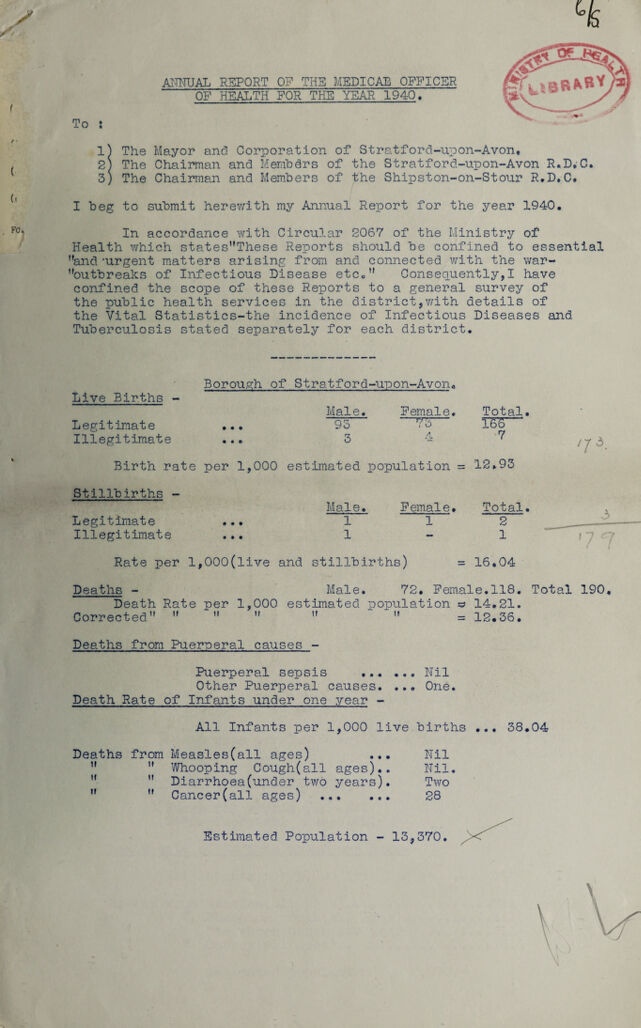 6/s
ANNUAL REPORT OF THE MEDICAL OFFICER
OF HEALTH FOR THE YEAR 1940.
MINISTRY OF HEALTH
LIBRARY
To :
1) The Mayor and Corporation of Stratford-upon-Avon.
2) The Chairman and Members of the Stratford-upon-Avon R.D.C.
3) The Chairman and Members of the Shipston-on-Stour R.D.C.
I beg to submit herewith my Annual Report for the year 1940.
In accordance with Circular 2067 of the Ministry of
Health which states"These Reports should be confined to essential
"and urgent matters arising from and connected with the war-
"outbreaks of Infectious Disease etc." Consequently,I have
confined the scope of these Reports to a general survey of
the public health services in the district,with details of
the Vital Statistics-the incidence of Infectious Diseases and
Tuberculosis stated separately for each district.
Borough of Stratford-upon-Avon.
Live Births -
Male. Female. Total.
Legitimate ... 93 73 166
Illegitimate ... 3 4 7
173.
Birth rate per 1,000 estimated population = 12.93
Stillbirths -
Male. Female. Total.
Legitimate ... 1 1 2
3
Illegitimate ... 1 - 1
179
Rate per 1,000(live and stillbirths) = 16.04
Deaths - Male. 72. Female.118. Total 190.
Death Rate per 1,000 estimated population = 14.21.
Corrected" " " " " " = 12.36.
Deaths from Puerperal causes -
Puerperal sepsis ... ... Nil
Other Puerperal causes. ... One.
Death Rate of Infants under one year -
All Infants per 1,000 live births ... 38.04
Deaths from Measles(all ages) ... Nil
" " Whooping Cough(all ages).. Nil.
" " Diarrhoea(under two years). Two
" " Cancer(all ages) ... ... 28
Estimated Population - 13,370.